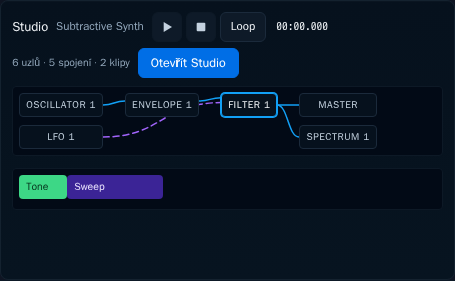 Studio Subtractive Synth Loop 00:00.000
6 uzlů · 5 spojení · 2 klipy Otevřít Studio
OSCILLATOR 1 ENVELOPE 1 FILTER 1 MASTER
LFO 1 SPECTRUM 1
Tone Sweep